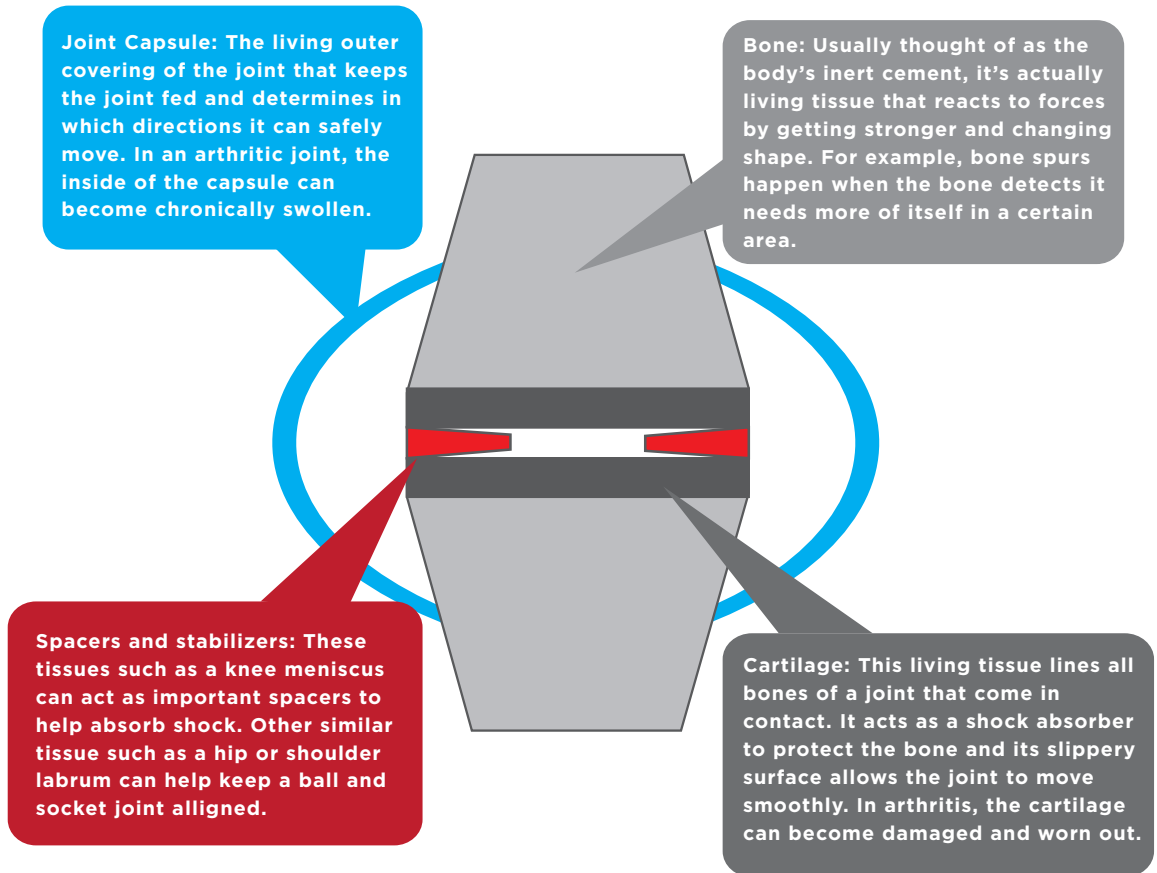 Joint Capsule: The living outer
covering of the joint that keeps
the joint fed and determines in
which directions it can safely
move. In an arthritic joint, the
inside of the capsule can
become chronically swollen.
Bone: Usually thought of as the
body’s inert cement, it’s actually
living tissue that reacts to forces
by getting stronger and changing
shape. For example, bone spurs
happen when the bone detects it
needs more of itself in a certain
area.
Spacers and stabilizers: These
tissues such as a knee meniscus
can act as important spacers to
help absorb shock. Other similar
tissue such as a hip or shoulder
labrum can help keep a ball and
socket joint alligned.
Cartilage: This living tissue lines all
bones of a joint that come in
contact. It acts as a shock absorber
to protect the bone and its slippery
surface allows the joint to move
smoothly. In arthritis, the cartilage
can become damaged and worn out.